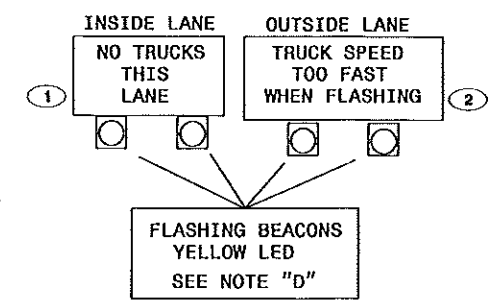 INSIDE LANE
OUTSIDE LANE
NO TRUCKS
THIS
LANE
1
TRUCK SPEED
TOO FAST
WHEN FLASHING
2
FLASHING BEACONS
YELLOW LED
SEE NOTE "D"